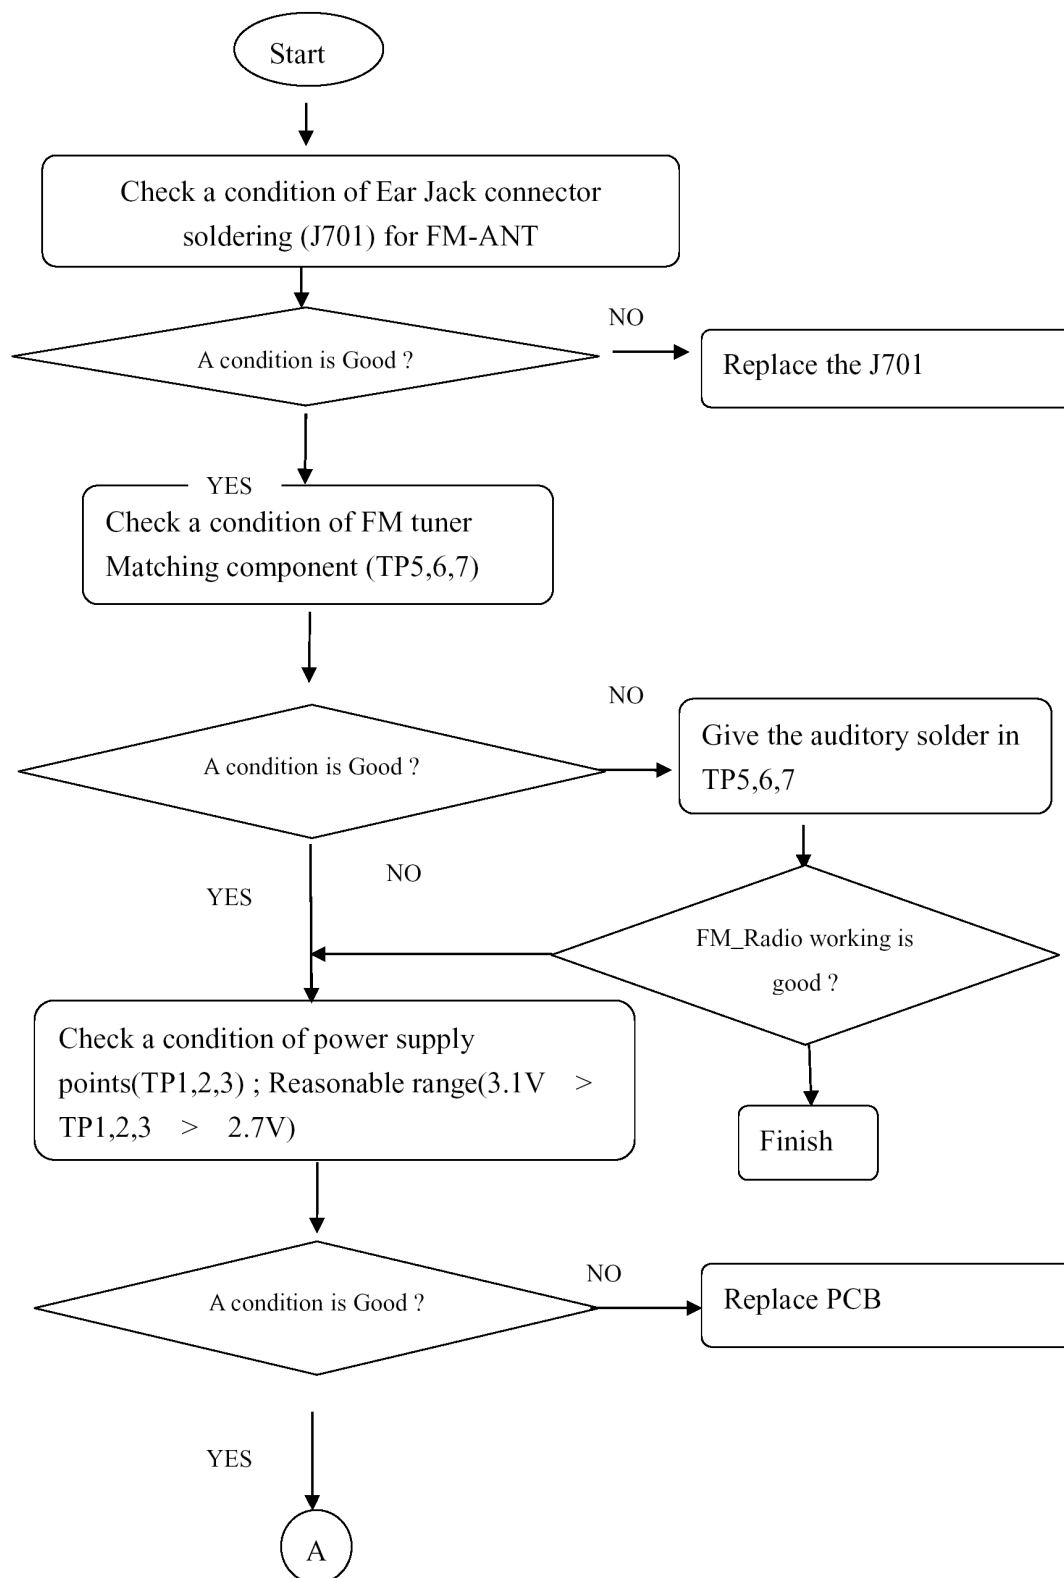 Start
Check a condition of Ear Jack connector
soldering (J701) for FM-ANT
NO
A condition is Good ?
Replace the J701
YES
Check a condition of FM tuner
Matching component (TP5,6,7)
NO
Give the auditory solder in
TP5,6,7
A condition is Good ?
NO
YES
FM_Radio working is
good ?
Check a condition of power supply
points(TP1,2,3) ; Reasonable range(3.1V >
TP1,2,3 > 2.7V)
Finish
NO
A condition is Good ?
Replace PCB
YES
A